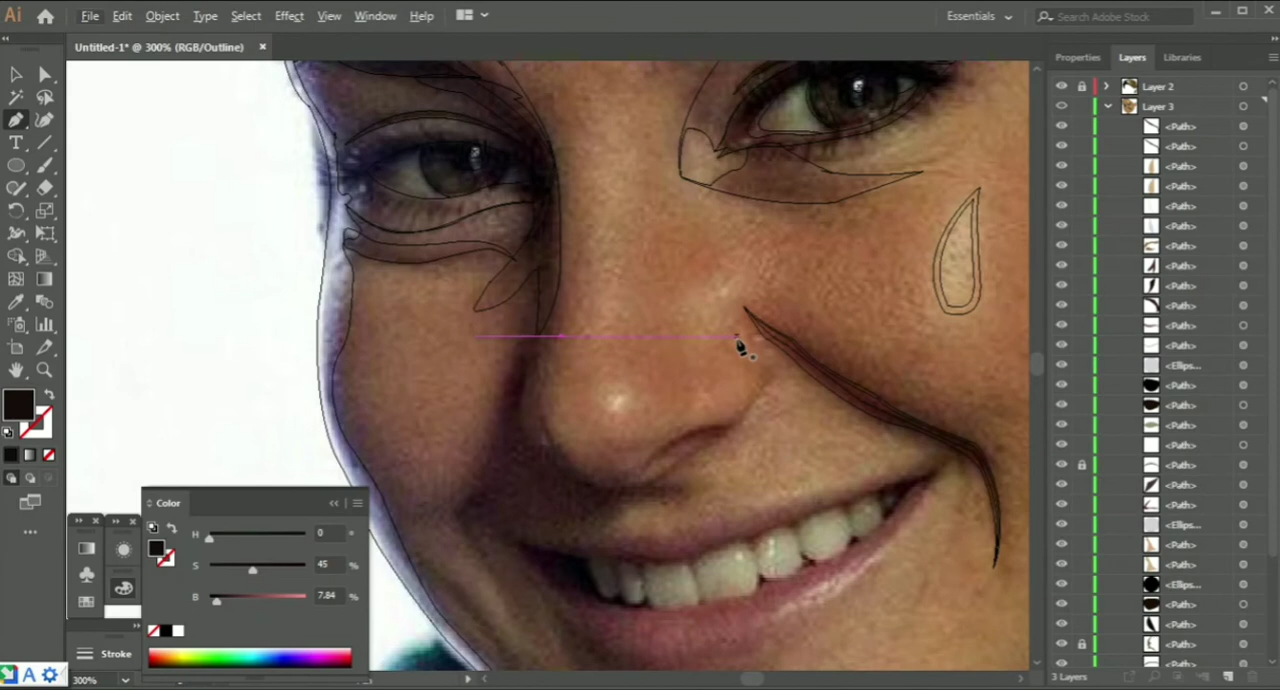 Ai File Edit Object Type Select Effect View Window Help Essentials Search Adobe Stock
Untitled-1* @ 300% (RGB/Outline) ×
Properties Layers Libraries
Layer 2
Layer 3
<Path>
<Path>
<Path>
<Path>
<Path>
<Path>
<Path>
<Path>
<Path>
<Path>
<Path>
<Path>
<Ellips...
<Path>
<Path>
<Path>
<Path>
<Path>
<Path>
<Path>
<Ellips...
<Path>
<Path>
<Ellips...
<Path>
<Path>
<Path>
<Path>
Color
H 0 °
S 45 %
B 7.84 %
Stroke
A
300%
3 Layers